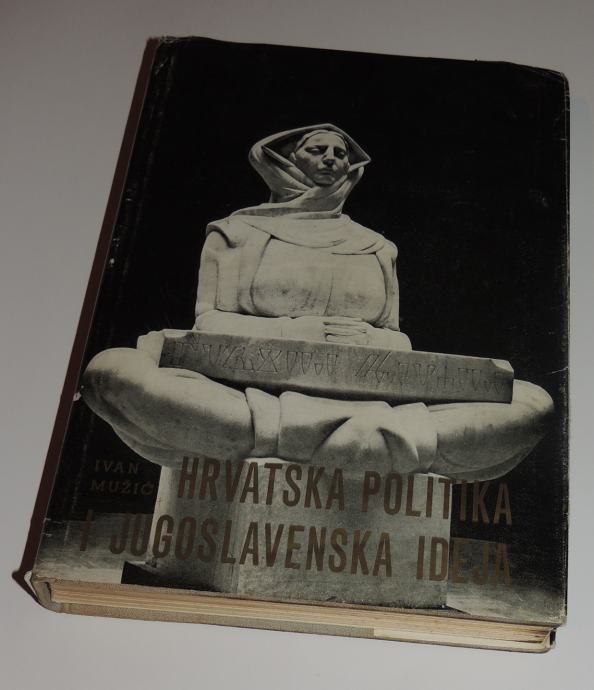 IVAN
MUŽIĆ
HRVATSKA POLITIKA
I JUGOSLAVENSKA IDEJA